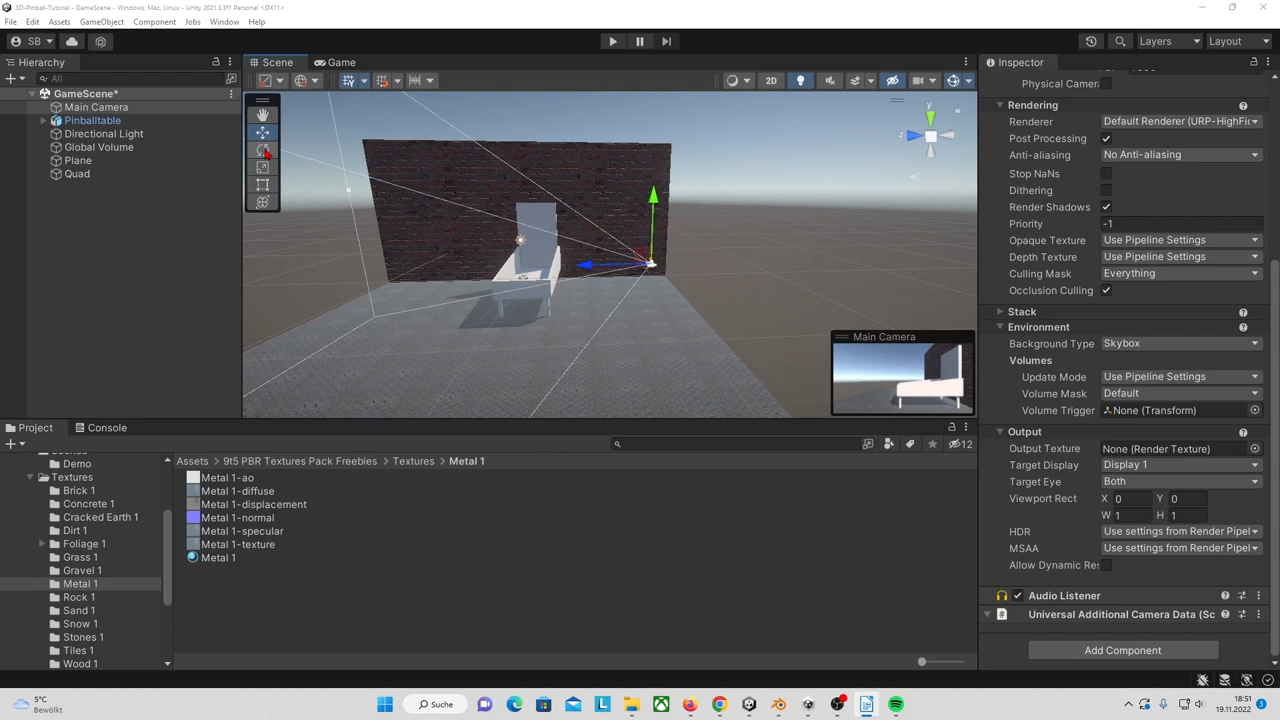 3D-Pinball-Tutorial - GameScene - Windows, Mac, Linux - Unity 2021.3.3f1 Personal <DX11>
File Edit Assets GameObject Component Jobs Window Help
SB Layers Layout
Hierarchy Scene Game Inspector
All 2D
GameScene*
Main Camera
Pinballtable
Directional Light
Global Volume
Plane
Quad
y
z
Main Camera
Physical Camer
Rendering
Renderer Default Renderer (URP-HighFi
Post Processing
Anti-aliasing No Anti-aliasing
Stop NaNs
Dithering
Render Shadows
Priority -1
Opaque Texture Use Pipeline Settings
Depth Texture Use Pipeline Settings
Culling Mask Everything
Occlusion Culling
Stack
Environment
Background Type Skybox
Volumes
Update Mode Use Pipeline Settings
Volume Mask Default
Volume Trigger None (Transform)
Output
Output Texture None (Render Texture)
Target Display Display 1
Target Eye Both
Viewport Rect X 0 Y 0
W 1 H 1
HDR Use settings from Render Pipel
MSAA Use settings from Render Pipel
Allow Dynamic Res
Audio Listener
Universal Additional Camera Data (Sc
Add Component
Project Console
12
Demo
Textures
Brick 1
Concrete 1
Cracked Earth 1
Dirt 1
Foliage 1
Grass 1
Gravel 1
Metal 1
Rock 1
Sand 1
Snow 1
Stones 1
Tiles 1
Wood 1
Assets > 9t5 PBR Textures Pack Freebies > Textures > Metal 1
Metal 1-ao
Metal 1-diffuse
Metal 1-displacement
Metal 1-normal
Metal 1-specular
Metal 1-texture
Metal 1
5°C
Bewölkt
Suche
18:51
19.11.2022